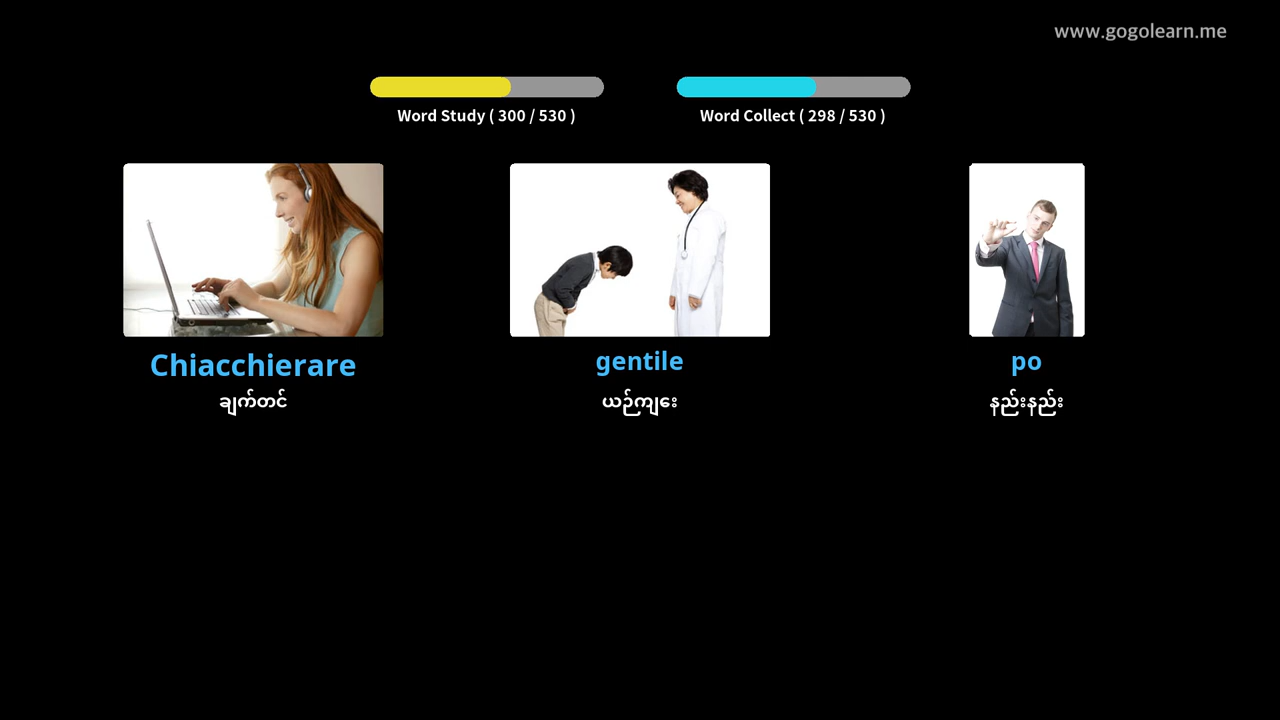 www.gogolearn.me
Word Study ( 300 / 530 )
Word Collect ( 298 / 530 )
Chiacchierare
ချက်တင်
gentile
ယဉ်ကျေး
po
နည်းနည်း